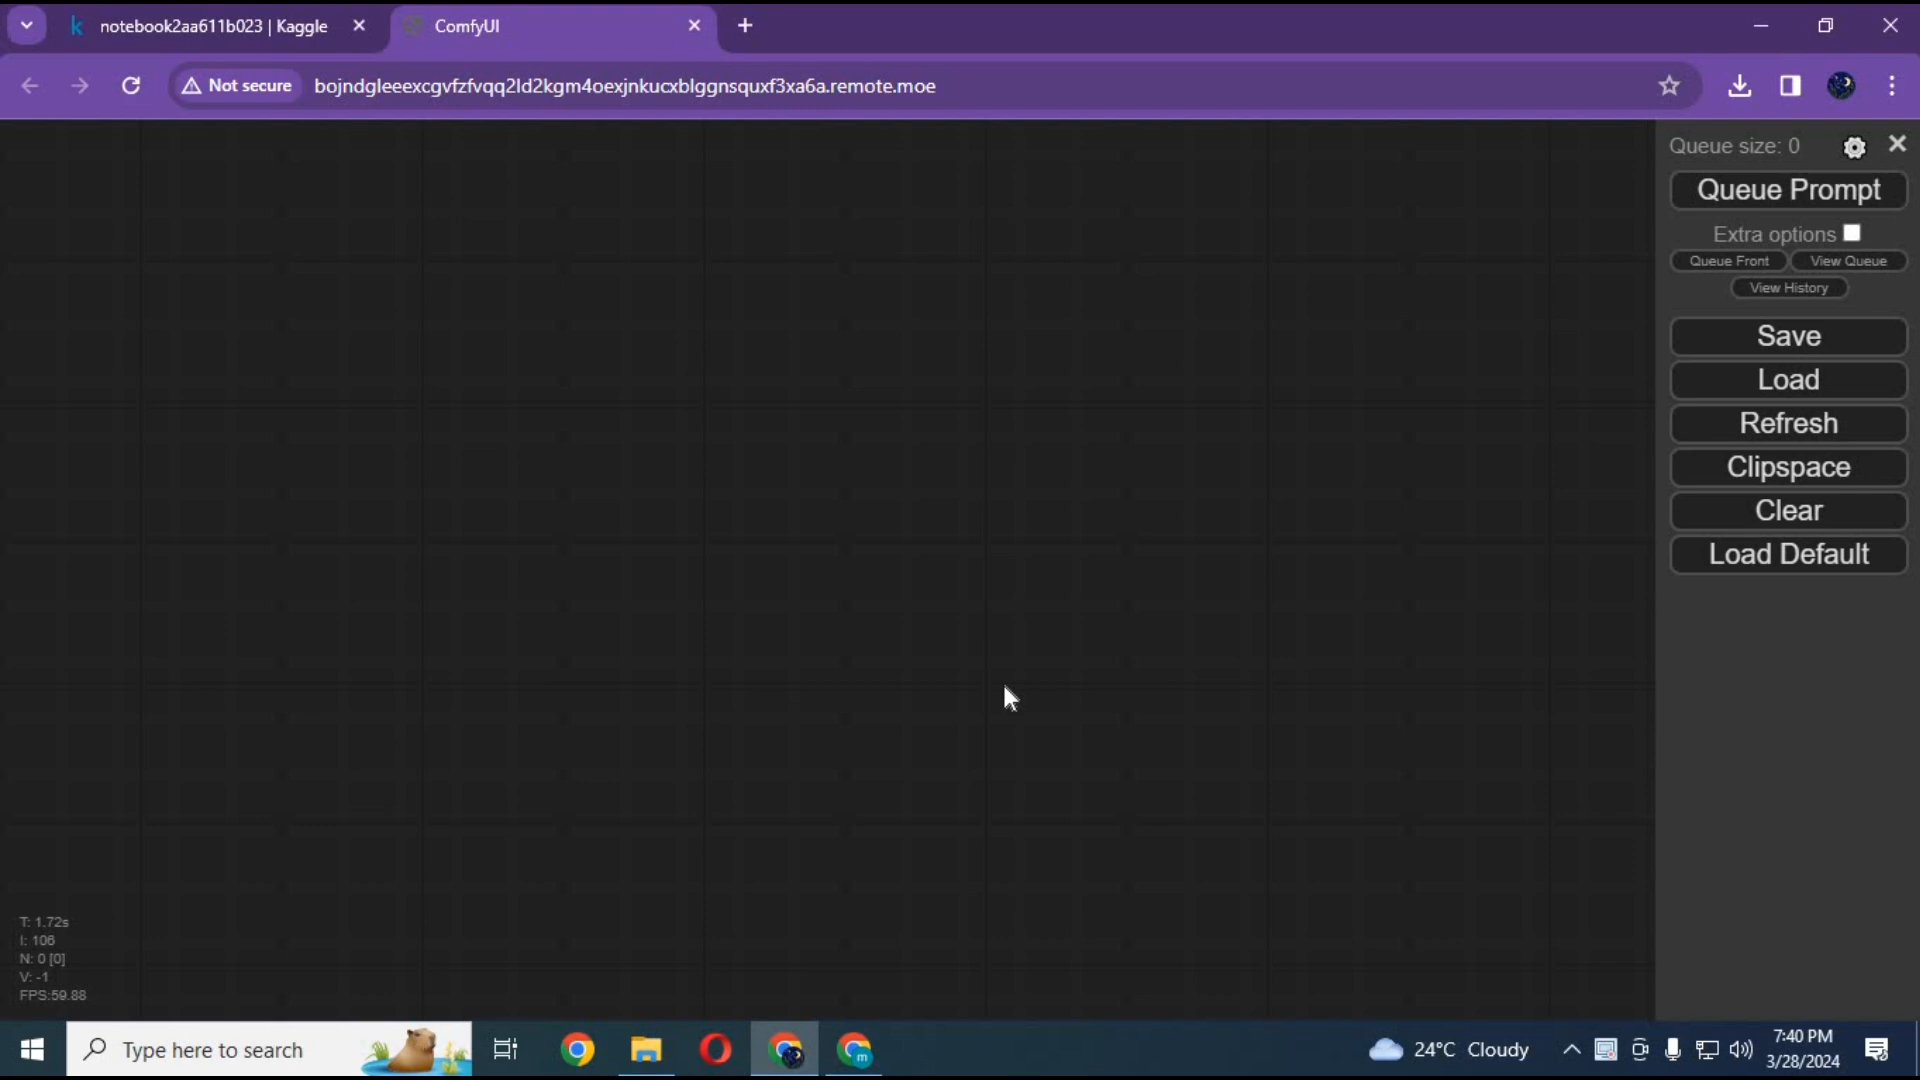 notebook2aa611b023 | Kaggle
ComfyUI
Not secure
bojndgleeexcgvfzfvqq2ld2kgm4oexjnkucxblggnsquxf3xa6a.remote.moe
Queue size: 0
Queue Prompt
Extra options
Queue Front
View Queue
View History
Save
Load
Refresh
Clipspace
Clear
Load Default
T: 1.72s
I: 106
N: 0 [0]
V: -1
FPS:59.88
Type here to search
m
24°C Cloudy
7:40 PM
3/28/2024